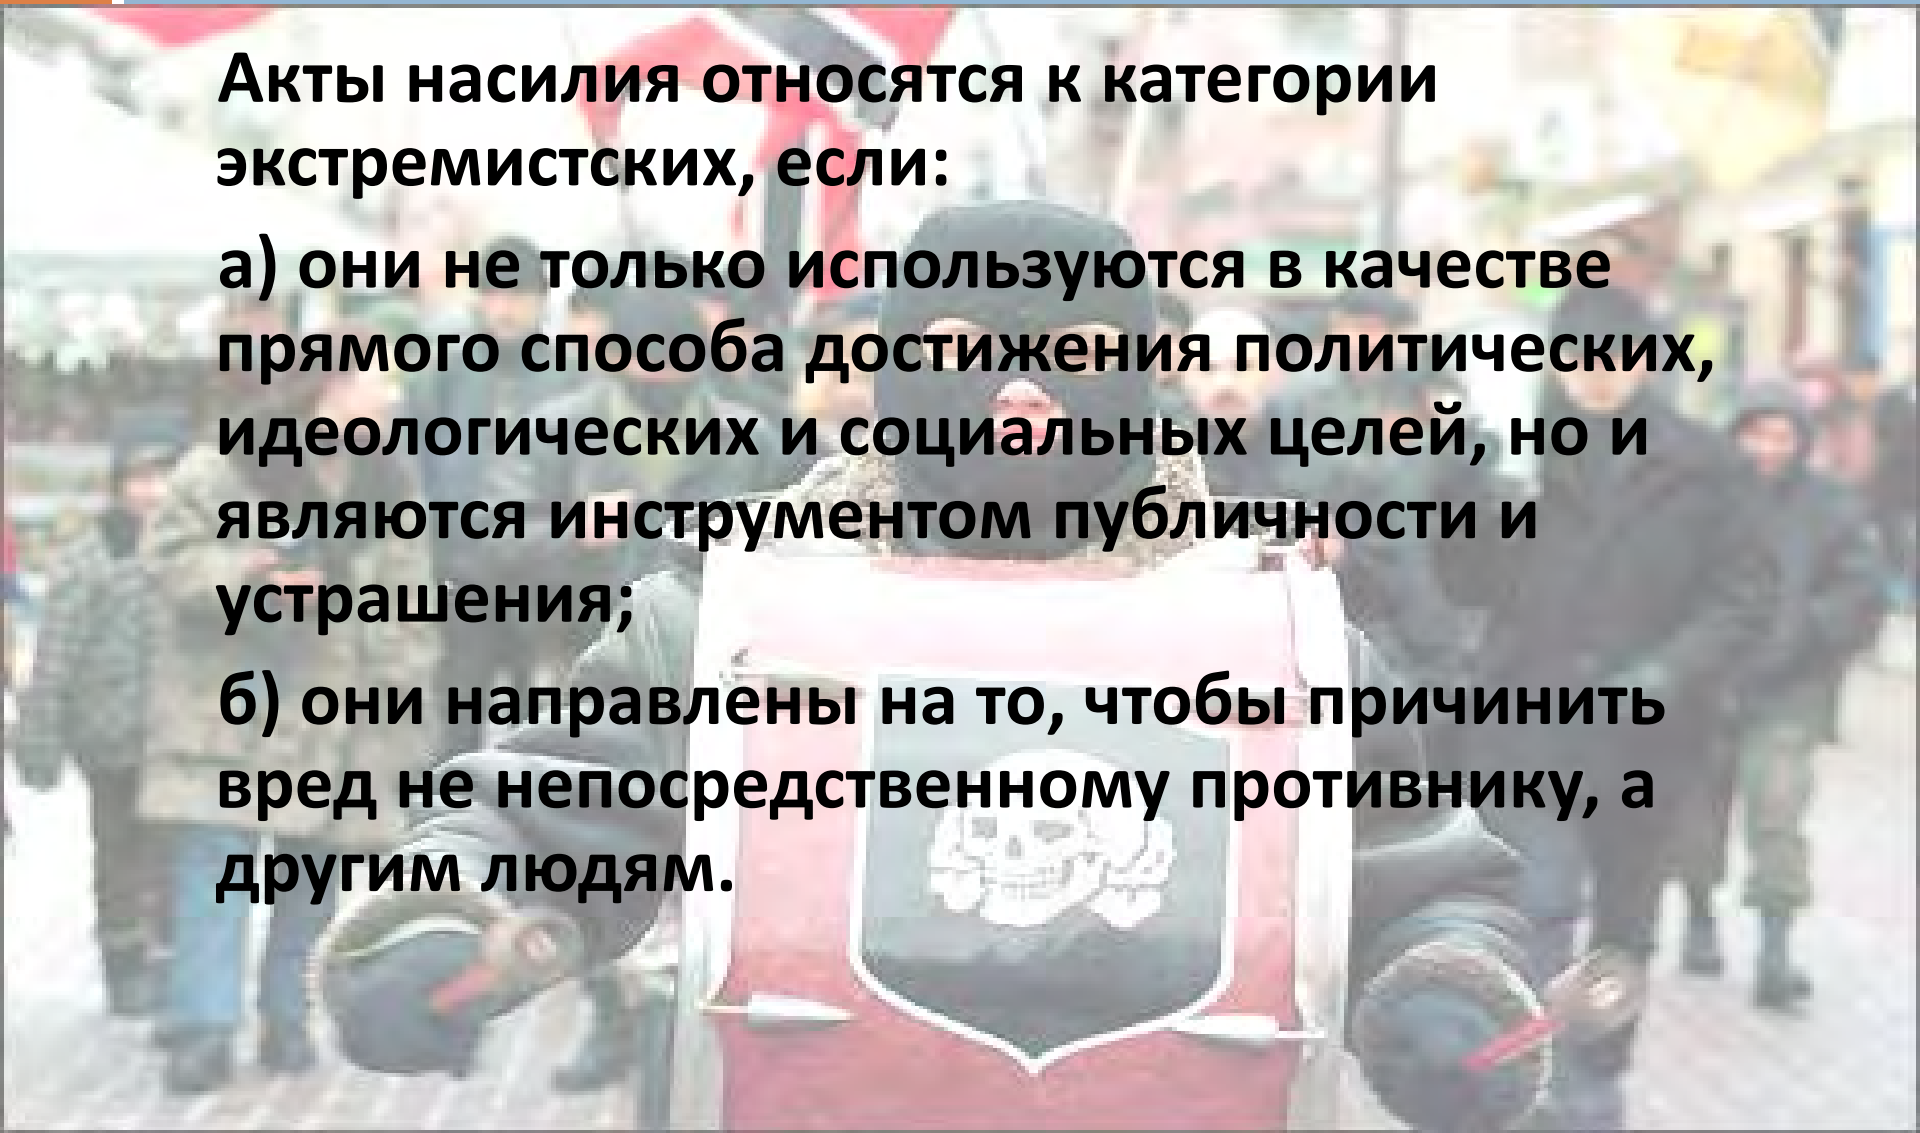 Акты насилия относятся к категории
экстремистских, если:
а) они не только используются в качестве
прямого способа достижения политических,
идеологических и социальных целей, но и
являются инструментом публичности и
устрашения;
б) они направлены на то, чтобы причинить
вред не непосредственному противнику, а
другим людям.